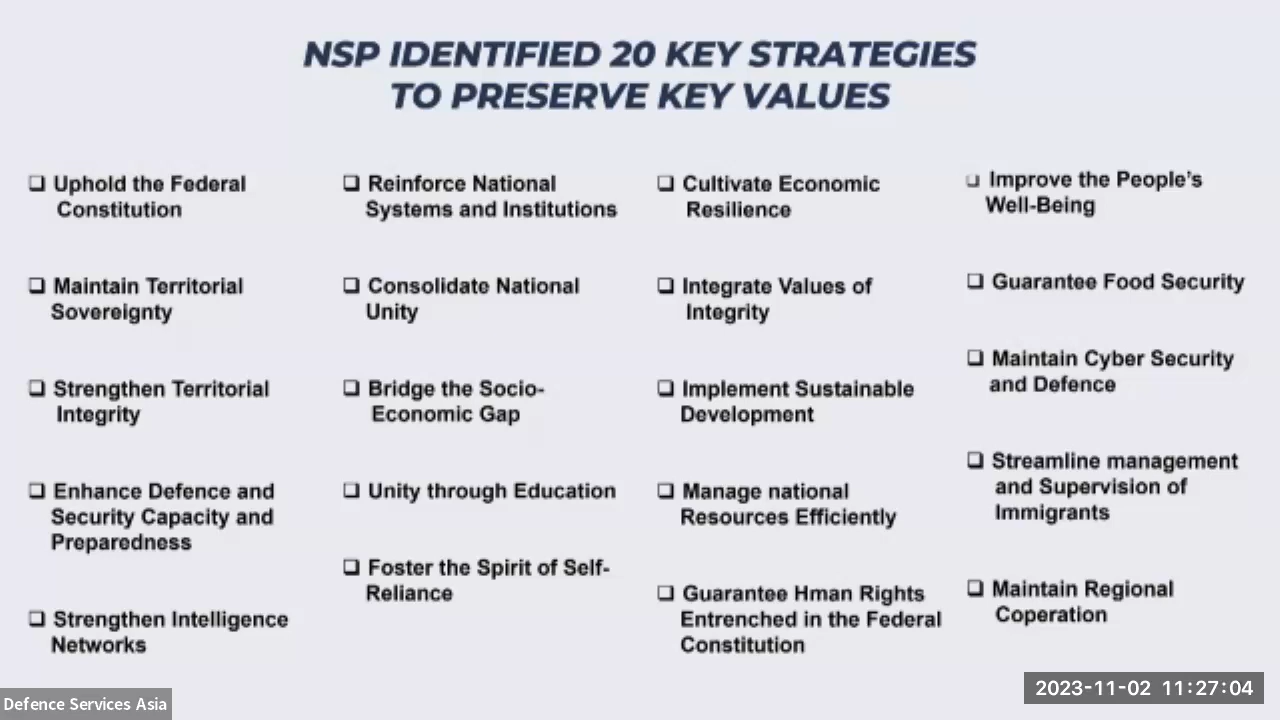 NSP IDENTIFIED 20 KEY STRATEGIES
TO PRESERVE KEY VALUES
Uphold the Federal
Constitution
Maintain Territorial
Sovereignty
Strengthen Territorial
Integrity
Enhance Defence and
Security Capacity and
Preparedness
Strengthen Intelligence
Networks
Reinforce National
Systems and Institutions
Consolidate National
Unity
Bridge the Socio-
Economic Gap
Unity through Education
Foster the Spirit of Self-
Reliance
Cultivate Economic
Resilience
Integrate Values of
Integrity
Implement Sustainable
Development
Manage national
Resources Efficiently
Guarantee Hman Rights
Entrenched in the Federal
Constitution
Improve the People's
Well-Being
Guarantee Food Security
Maintain Cyber Security
and Defence
Streamline management
and Supervision of
Immigrants
Maintain Regional
Coperation
Defence Services Asia
2023-11-02 11:27:04